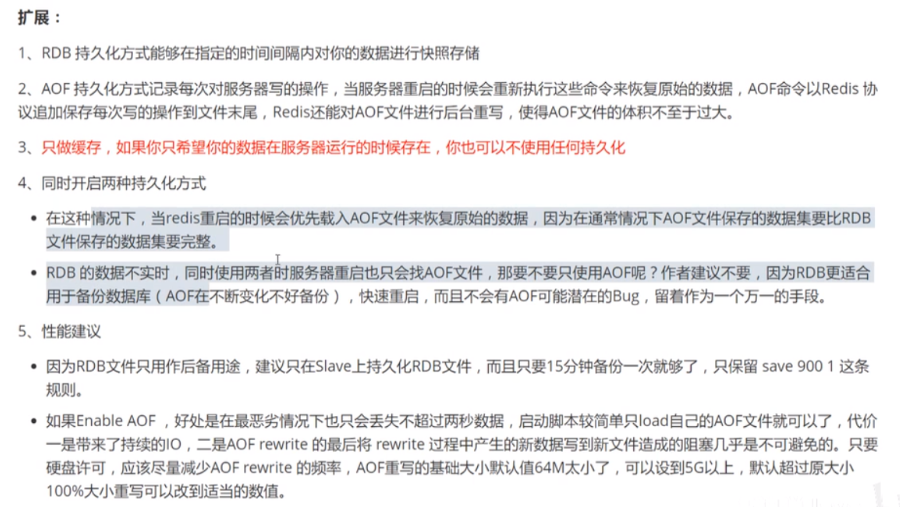 扩展：
1、RDB 持久化方式能够在指定的时间间隔内对你的数据进行快照存储
2、AOF 持久化方式记录每次对服务器写的操作，当服务器重启的时候会重新执行这些命令来恢复原始的数据，AOF命令以Redis 协
议追加保存每次写的操作到文件末尾，Redis还能对AOF文件进行后台重写，使得AOF文件的体积不至于过大。
3、只做缓存，如果你只希望你的数据在服务器运行的时候存在，你也可以不使用任何持久化
4、同时开启两种持久化方式
• 在这种情况下，当redis重启的时候会优先载入AOF文件来恢复原始的数据，因为在通常情况下AOF文件保存的数据集要比RDB
文件保存的数据集要完整。
• RDB 的数据不实时，同时使用两者时服务器重启也只会找AOF文件，那要不要只使用AOF呢？作者建议不要，因为RDB更适合
用于备份数据库（AOF在不断变化不好备份），快速重启，而且不会有AOF可能潜在的Bug，留着作为一个万一的手段。
5、性能建议
• 因为RDB文件只用作后备用途，建议只在Slave上持久化RDB文件，而且只要15分钟备份一次就够了，只保留 save 900 1 这条
规则。
• 如果Enable AOF ，好处是在最恶劣情况下也只会丢失不超过两秒数据，启动脚本较简单只load自己的AOF文件就可以了，代价
一是带来了持续的IO，二是AOF rewrite 的最后将 rewrite 过程中产生的新数据写到新文件造成的阻塞几乎是不可避免的。只要
硬盘许可，应该尽量减少AOF rewrite 的频率，AOF重写的基础大小默认值64M太小了，可以设到5G以上，默认超过原大小
100%大小重写可以改到适当的数值。